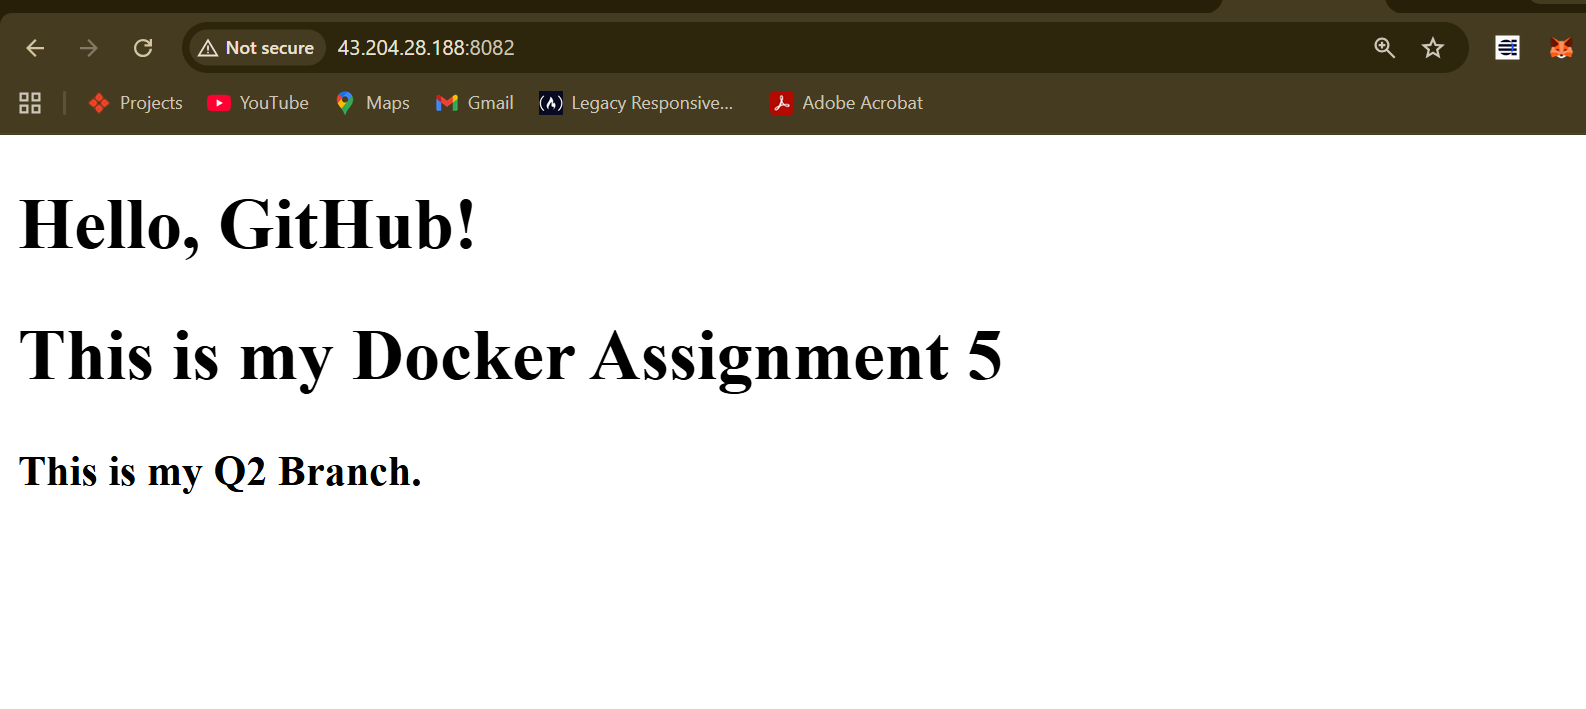 Not secure 43.204.28.188:8082
Projects YouTube Maps Gmail Legacy Responsive... Adobe Acrobat
Hello, GitHub!
This is my Docker Assignment 5
This is my Q2 Branch.